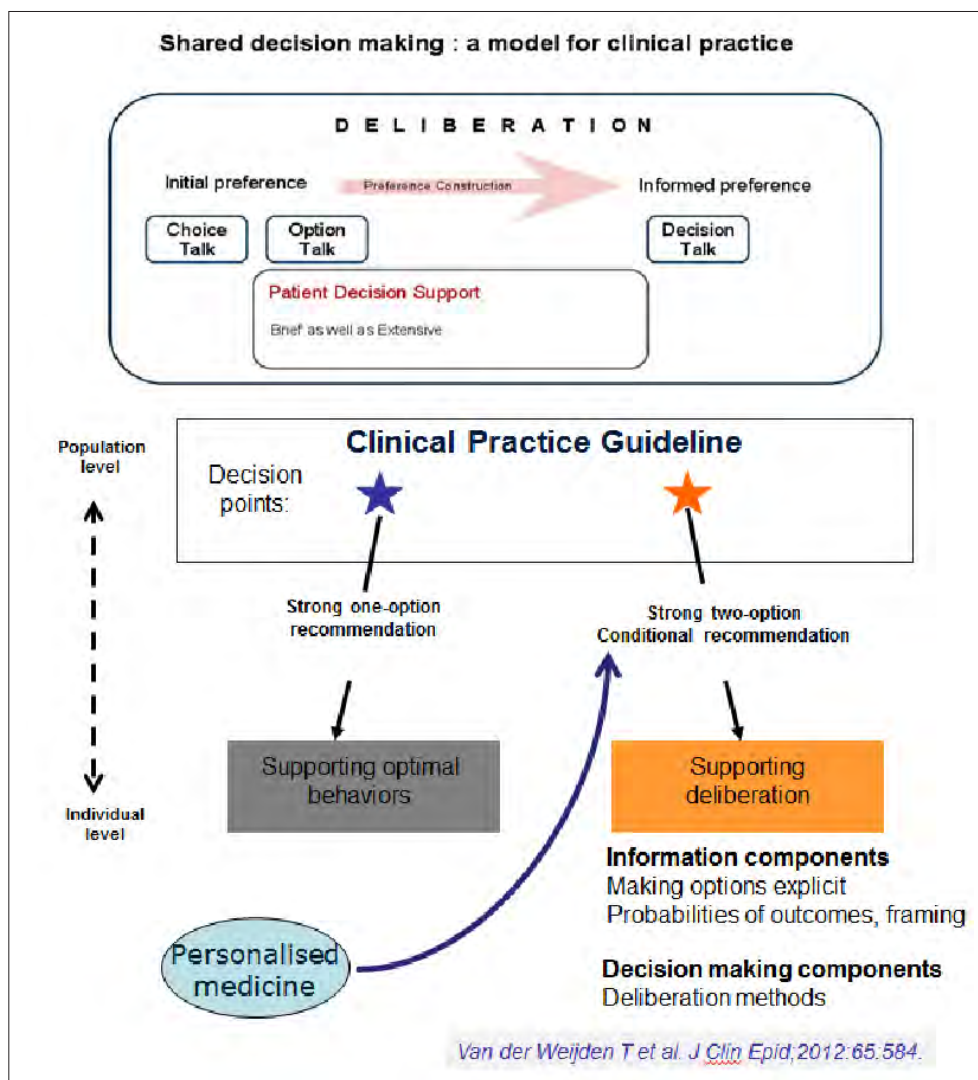 Shared decision making : a model for clinical practice
D E L I B E R A T I O N
Initial preference
Preference Construction
Informed preference
Choice
Talk
Option
Talk
Decision
Talk
Patient Decision Support
Brief as well as Extensive
Population
level
Individual
level
Clinical Practice Guideline
Decision
points:
Strong one-option
recommendation
Strong two-option
Conditional recommendation
Supporting optimal
behaviors
Supporting
deliberation
Information components
Making options explicit
Probabilities of outcomes, framing
Decision making components
Deliberation methods
Personalised
medicine
Van der Weijden T et al. J Clin Epid;2012:65:584.